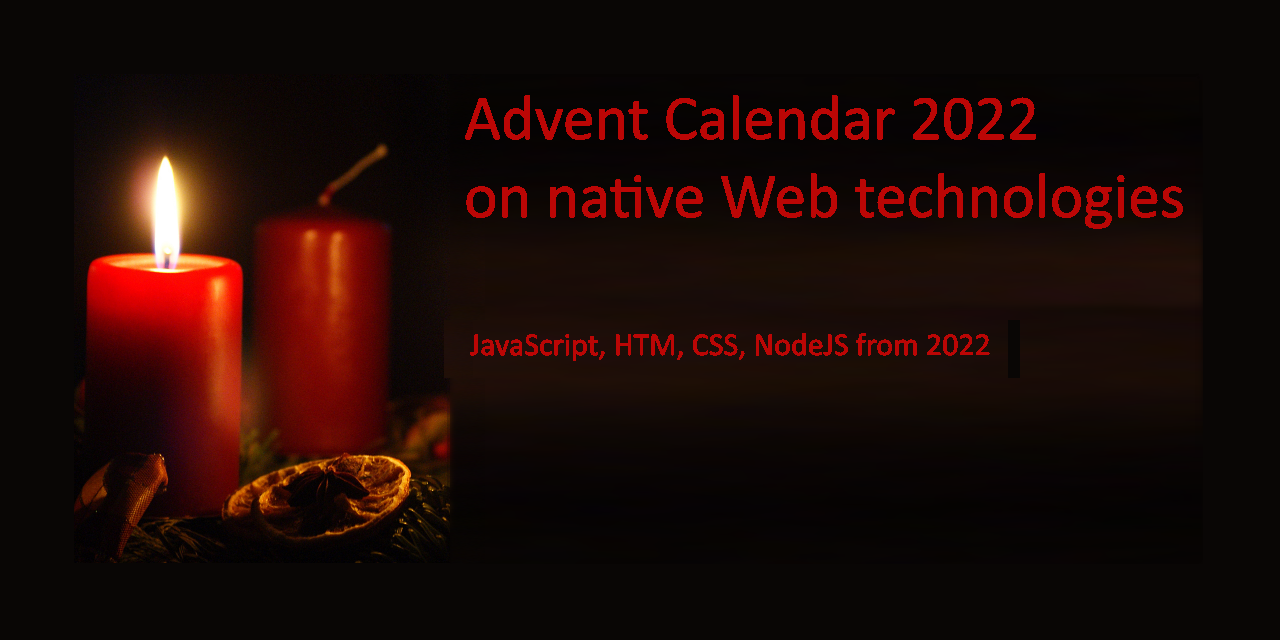 Advent Calendar 2022
on native Web technologies
JavaScript, HTM, CSS, NodeJS from 2022